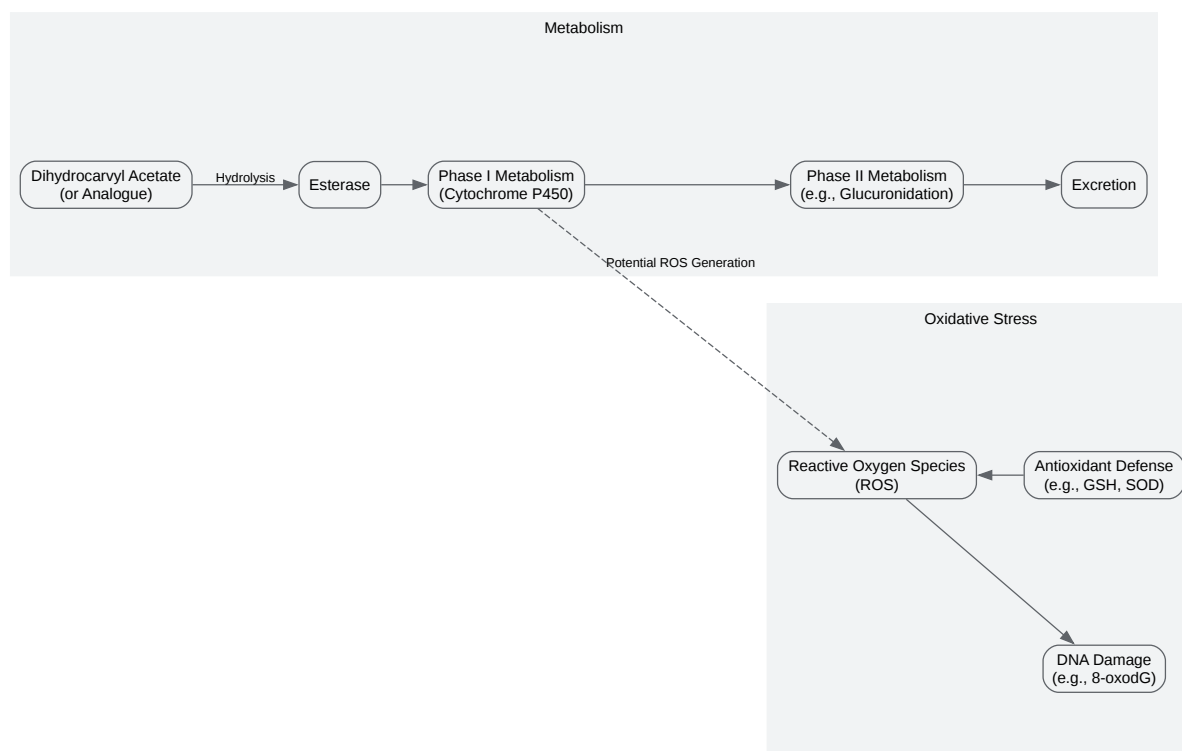 Metabolism
Dihydrocarvyl Acetate
(or Analogue)
Hydrolysis
Esterase
Phase I Metabolism
(Cytochrome P450)
Phase II Metabolism
(e.g., Glucuronidation)
Excretion
Potential ROS Generation
Oxidative Stress
Reactive Oxygen Species
(ROS)
Antioxidant Defense
(e.g., GSH, SOD)
DNA Damage
(e.g., 8-oxodG)